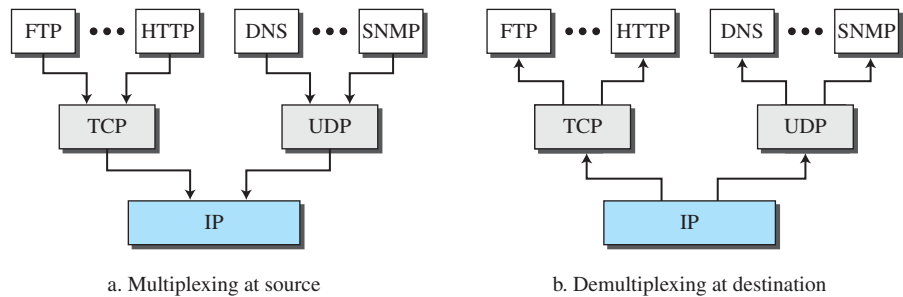 FTP ••• HTTP DNS ••• SNMP
TCP UDP
IP
a. Multiplexing at source
FTP ••• HTTP DNS ••• SNMP
TCP UDP
IP
b. Demultiplexing at destination